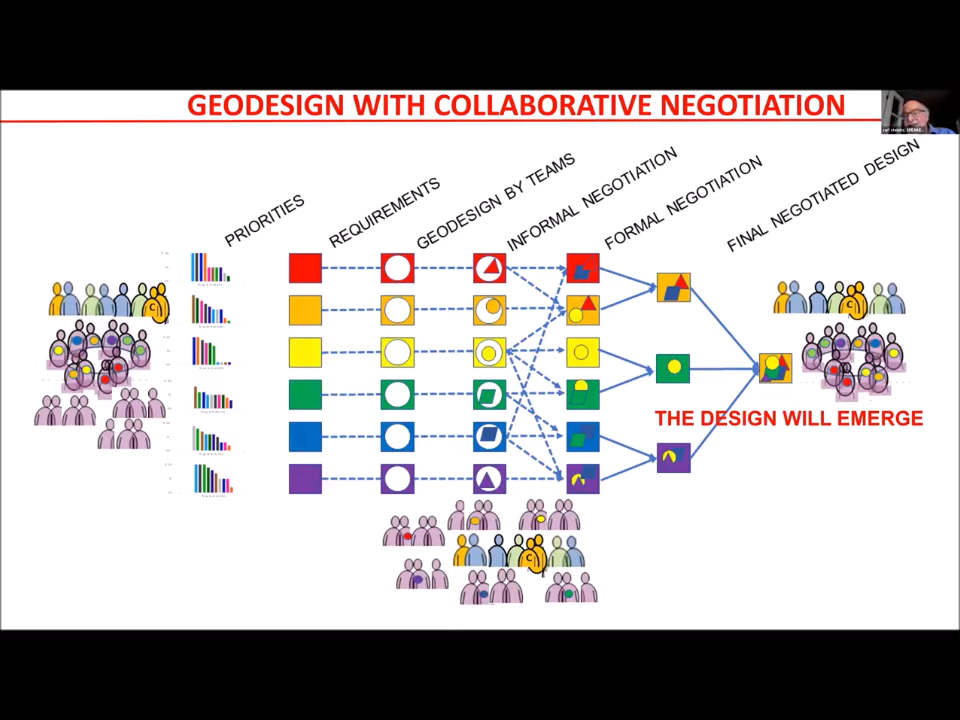 GEODESIGN WITH COLLABORATIVE NEGOTIATION
PRIORITIES
REQUIREMENTS
GEODESIGN BY TEAMS
INFORMAL NEGOTIATION
FORMAL NEGOTIATION
FINAL NEGOTIATED DESIGN
C
THE DESIGN WILL EMERGE
C